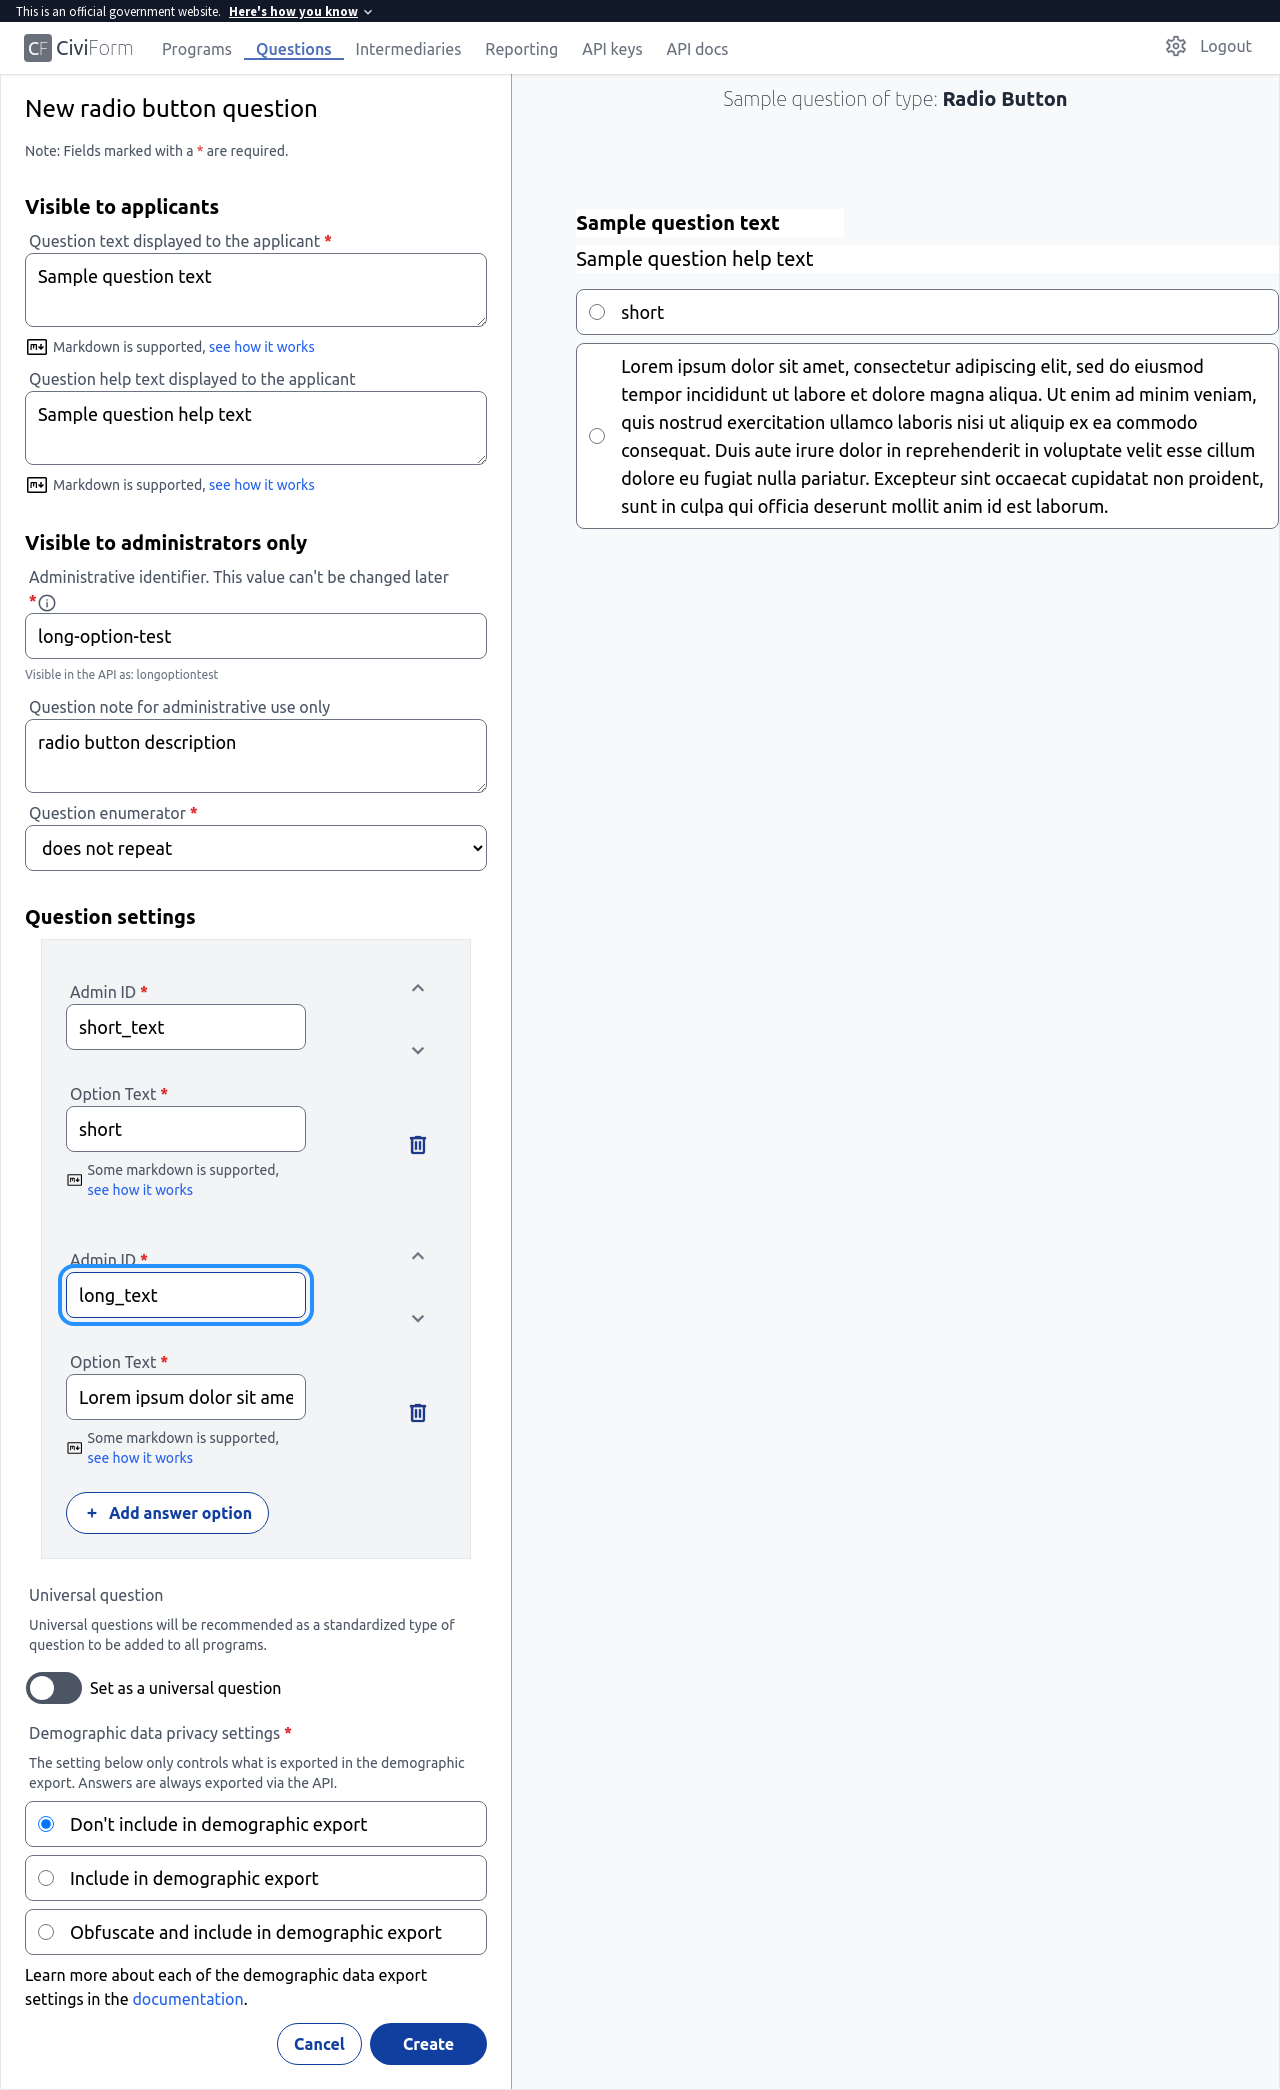 This is an official government website. Here's how you know
CF CiviForm Programs Questions Intermediaries Reporting API keys API docs Logout
New radio button question
Note: Fields marked with a * are required.
Visible to applicants
Question text displayed to the applicant *
Sample question text
Markdown is supported, see how it works
Question help text displayed to the applicant
Sample question help text
Markdown is supported, see how it works
Visible to administrators only
Administrative identifier. This value can't be changed later
*
long-option-test
Visible in the API as: longoptiontest
Question note for administrative use only
radio button description
Question enumerator *
does not repeat
Question settings
Admin ID *
short_text
Option Text *
short
Some markdown is supported,
see how it works
Admin ID *
long_text
Option Text *
Lorem ipsum dolor sit ame
Some markdown is supported,
see how it works
+ Add answer option
Universal question
Universal questions will be recommended as a standardized type of
question to be added to all programs.
Set as a universal question
Demographic data privacy settings *
The setting below only controls what is exported in the demographic
export. Answers are always exported via the API.
Don't include in demographic export
Include in demographic export
Obfuscate and include in demographic export
Learn more about each of the demographic data export
settings in the documentation.
Cancel Create
Sample question of type: Radio Button
Sample question text
Sample question help text
short
Lorem ipsum dolor sit amet, consectetur adipiscing elit, sed do eiusmod
tempor incididunt ut labore et dolore magna aliqua. Ut enim ad minim veniam,
quis nostrud exercitation ullamco laboris nisi ut aliquip ex ea commodo
consequat. Duis aute irure dolor in reprehenderit in voluptate velit esse cillum
dolore eu fugiat nulla pariatur. Excepteur sint occaecat cupidatat non proident,
sunt in culpa qui officia deserunt mollit anim id est laborum.